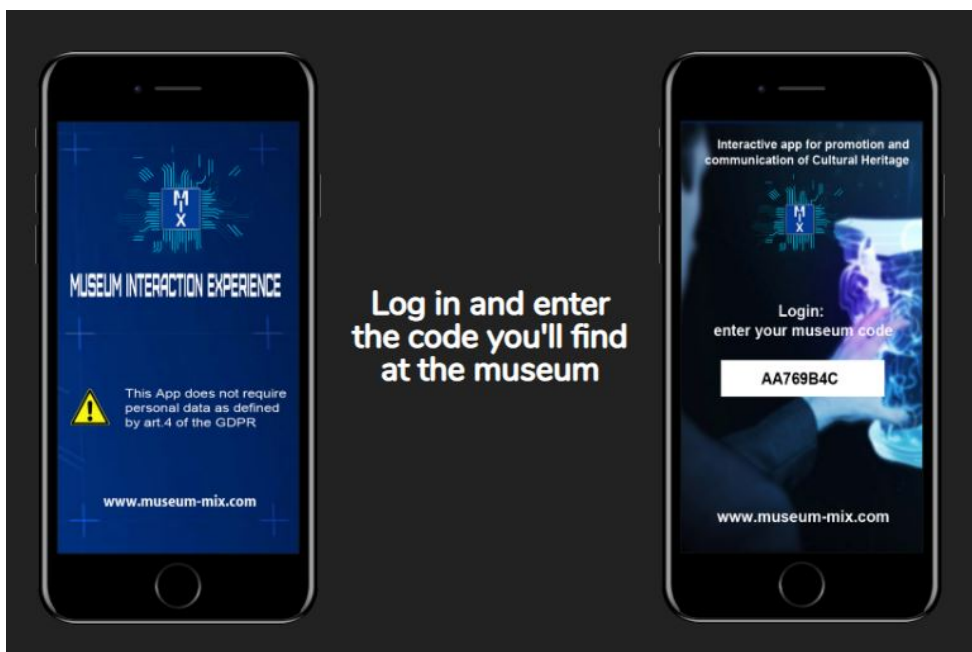 MIX
MUSEUM INTERACTION EXPERIENCE
This App does not require
personal data as defined
by art.4 of the GDPR
www.museum-mix.com
Log in and enter
the code you'll find
at the museum
Interactive app for promotion and
communication of Cultural Heritage
MIX
Login:
enter your museum code
AA769B4C
www.museum-mix.com